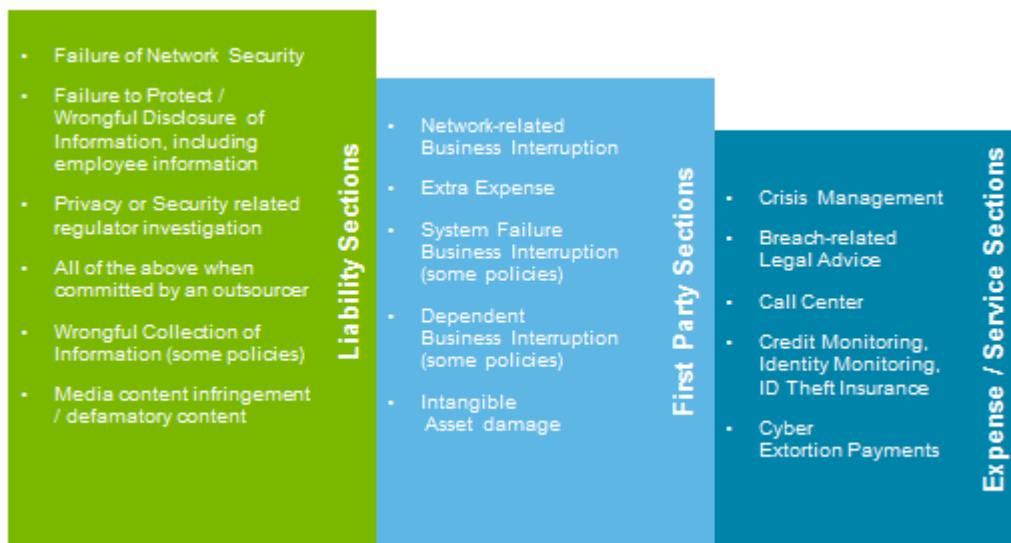 • Failure of Network Security
• Failure to Protect /
Wrongful Disclosure of
Information, including
employee information
• Privacy or Security related
regulator investigation
• All of the above when
committed by an outsourcer
• Wrongful Collection of
Information (some policies)
• Media content infringement
/ defamatory content
Liability Sections
• Network-related
Business Interruption
• Extra Expense
• System Failure
Business Interruption
(some policies)
• Dependent
Business Interruption
(some policies)
• Intangible
Asset damage
First Party Sections
• Crisis Management
• Breach-related
Legal Advice
• Call Center
• Credit Monitoring,
Identity Monitoring,
ID Theft Insurance
• Cyber
Extortion Payments
Expense / Service Sections